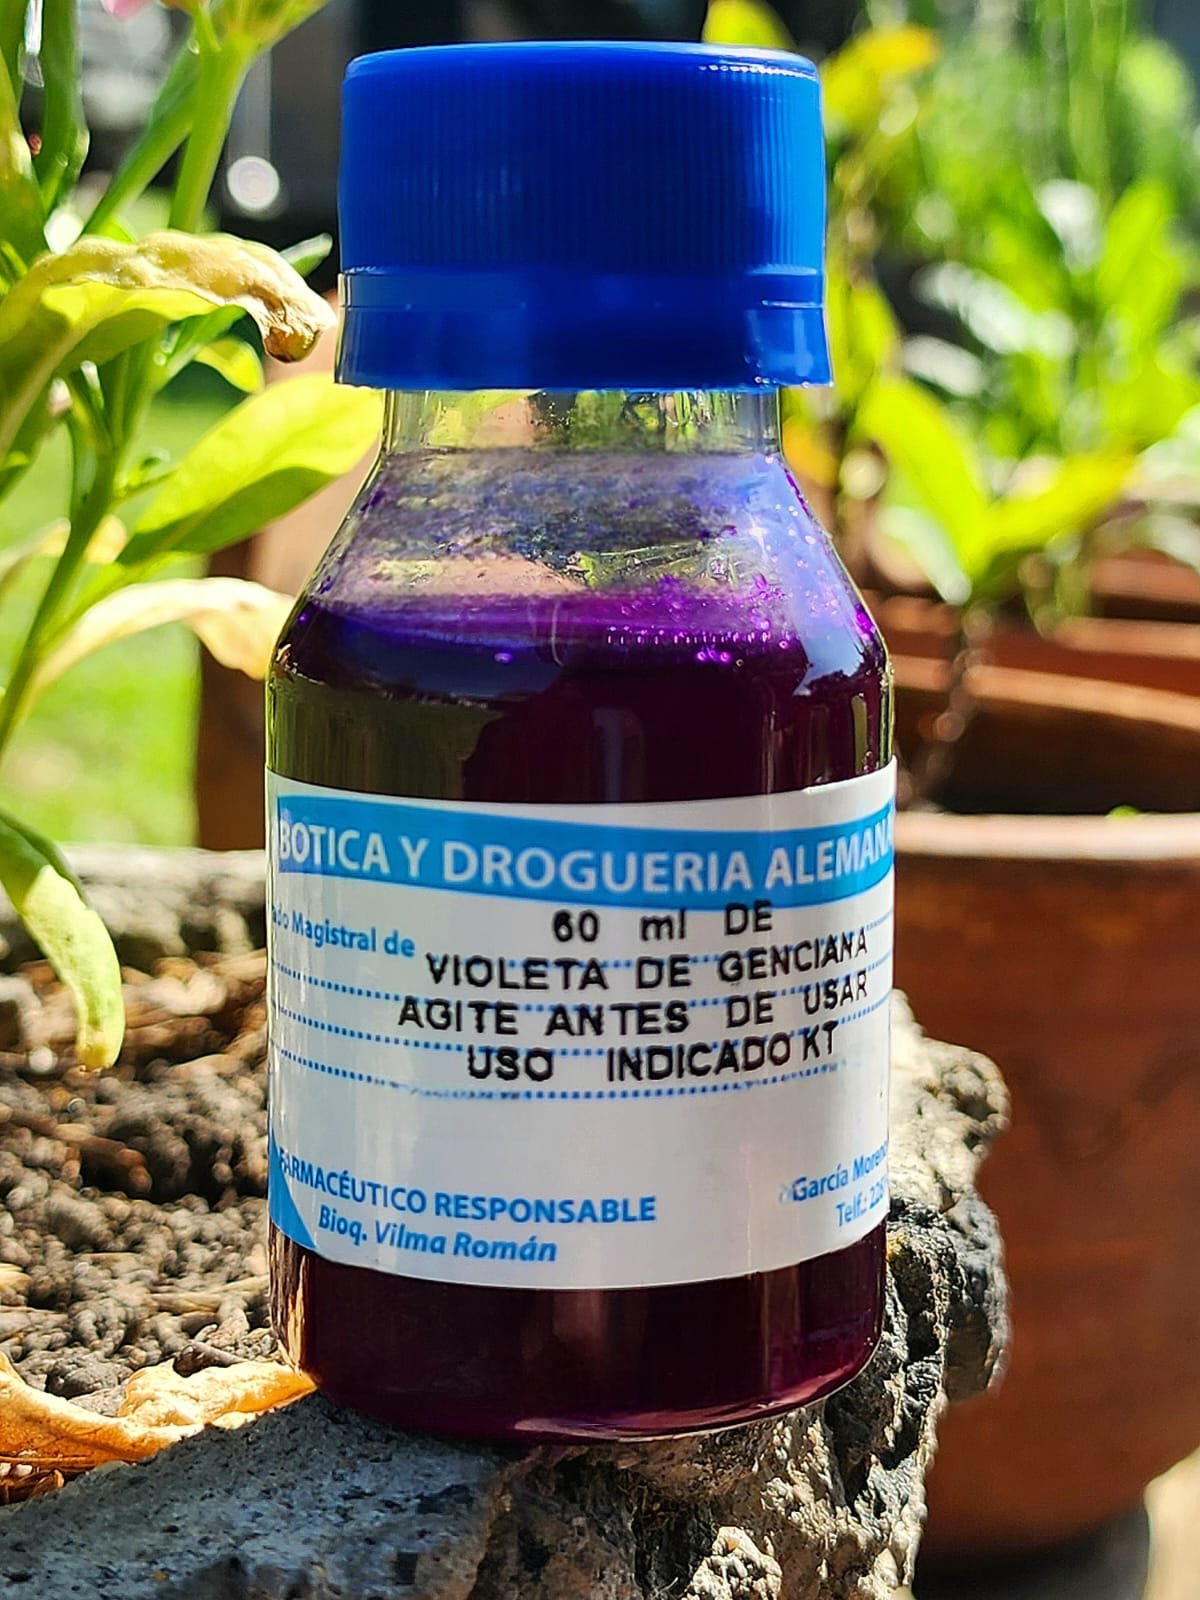 BOTICA Y DROGUERIA ALEMANA
60 ml DE
Magistral de
VIOLETA DE GENCIANA
AGITE ANTES DE USAR
USO INDICADO KT
FARMACÉUTICO RESPONSABLE
Bioq. Vilma Román
García Moreno
Telf.: